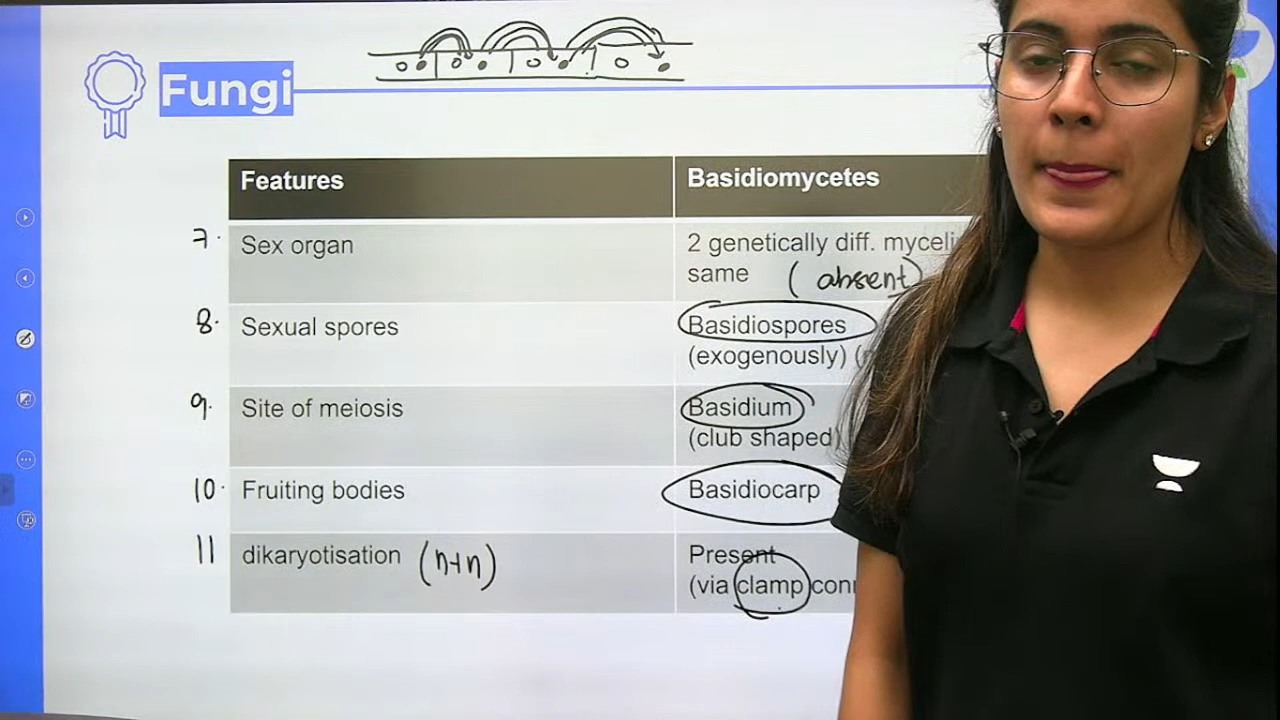 Fungi
Features
Basidiomycetes
7.
Sex organ
2 genetically diff.
same (absent)
8.
Sexual spores
Basidiospores
(exogenously)
9.
Site of meiosis
Basidium
(club shaped)
10.
Fruiting bodies
Basidiocarp
11
dikaryotisation (n+n)
Present
(via clamp